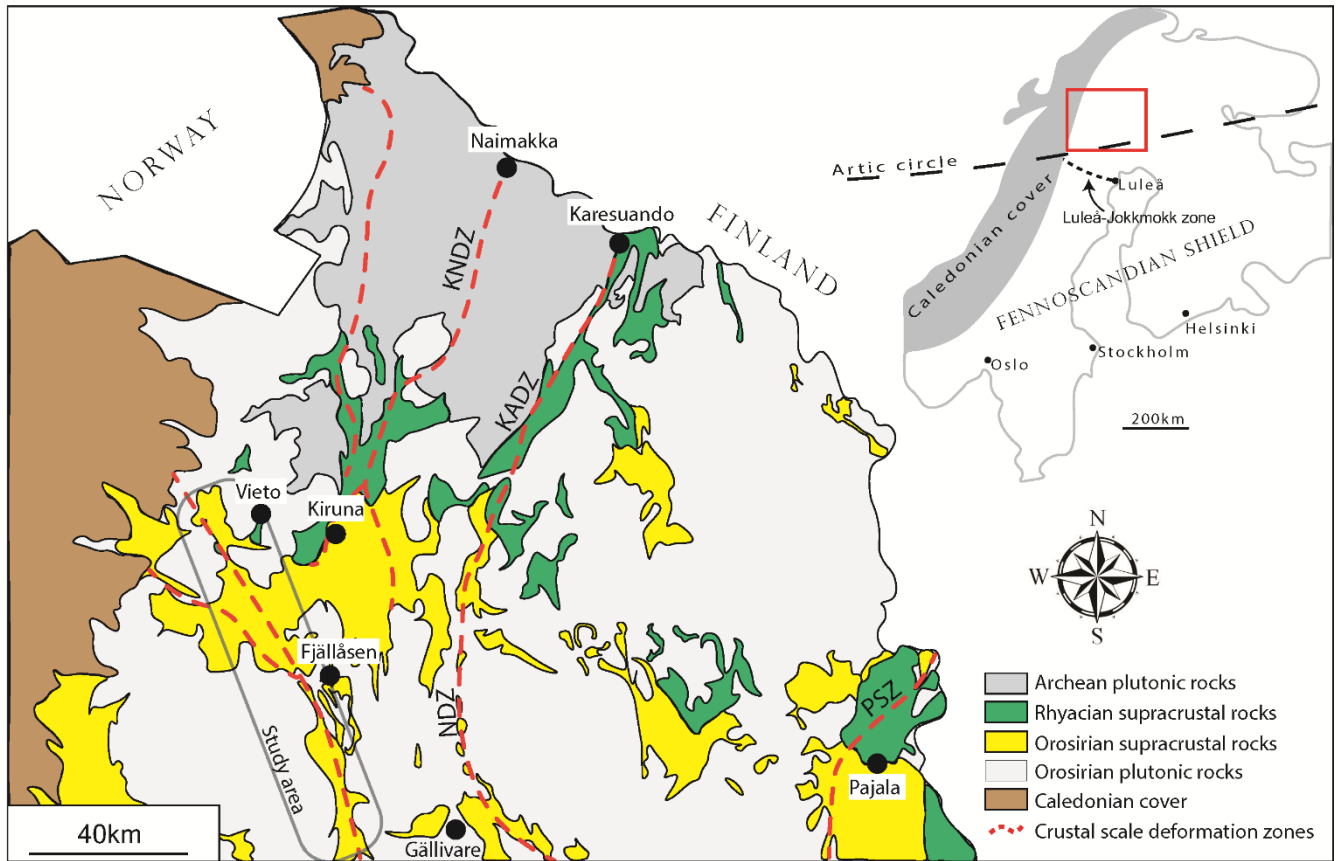 NORWAY
Naimakka
Karesuando
FINLAND
KNDZ
KADZ
Vieto
Kiruna
Fjällåsen
NDZ
Study area
PSZ
Pajala
Gällivare
40km
Artic circle
Caledonian cover
Luleå
Luleå-Jokkmokk zone
FENNOSCANDIAN SHIELD
Helsinki
Stockholm
Oslo
200km
N
W
E
S
Archean plutonic rocks
Rhyacian supracrustal rocks
Orosirian supracrustal rocks
Orosirian plutonic rocks
Caledonian cover
Crustal scale deformation zones